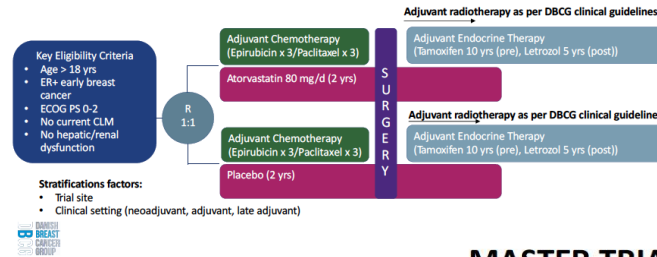 Adjuvant radiotherapy as per DBCG clinical guidelines
Key Eligibility Criteria
• Age > 18 yrs
• ER+ early breast
cancer
• ECOG PS 0-2
• No current CLM
• No hepatic/renal
dysfunction
R
1:1
Adjuvant Chemotherapy
(Epirubicin x 3/Paclitaxel x 3)
Atorvastatin 80 mg/d (2 yrs)
SURGERY
Adjuvant Endocrine Therapy
(Tamoxifen 10 yrs (pre), Letrozol 5 yrs (post))
Adjuvant radiotherapy as per DBCG clinical guideline
Adjuvant Chemotherapy
(Epirubicin x 3/Paclitaxel x 3)
Placebo (2 yrs)
Adjuvant Endocrine Therapy
(Tamoxifen 10 yrs (pre), Letrozol 5 yrs (post))
Stratifications factors:
• Trial site
• Clinical setting (neoadjuvant, adjuvant, late adjuvant)
DANISH
BREAST
CANCER
GROUP